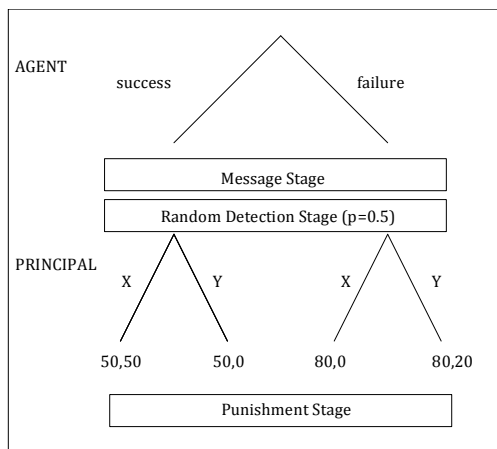 AGENT
success failure
Message Stage
Random Detection Stage (p=0.5)
PRINCIPAL
X Y X Y
50,50 50,0 80,0 80,20
Punishment Stage